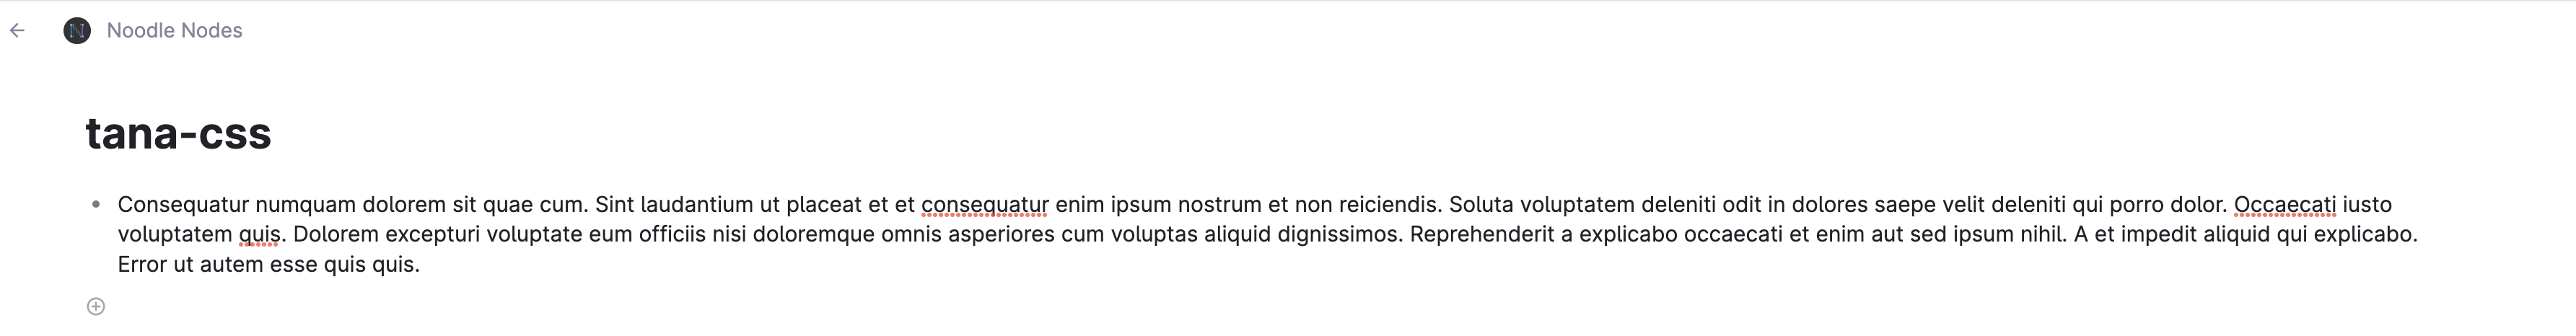 Noodle Nodes
tana-css
Consequatur numquam dolorem sit quae cum. Sint laudantium ut placeat et et consequatur enim ipsum nostrum et non reiciendis. Soluta voluptatem deleniti odit in dolores saepe velit deleniti qui porro dolor. Occaecati iusto
voluptatem quis. Dolorem excepturi voluptate eum officiis nisi doloremque omnis asperiores cum voluptas aliquid dignissimos. Reprehenderit a explicabo occaecati et enim aut sed ipsum nihil. A et impedit aliquid qui explicabo.
Error ut autem esse quis quis.